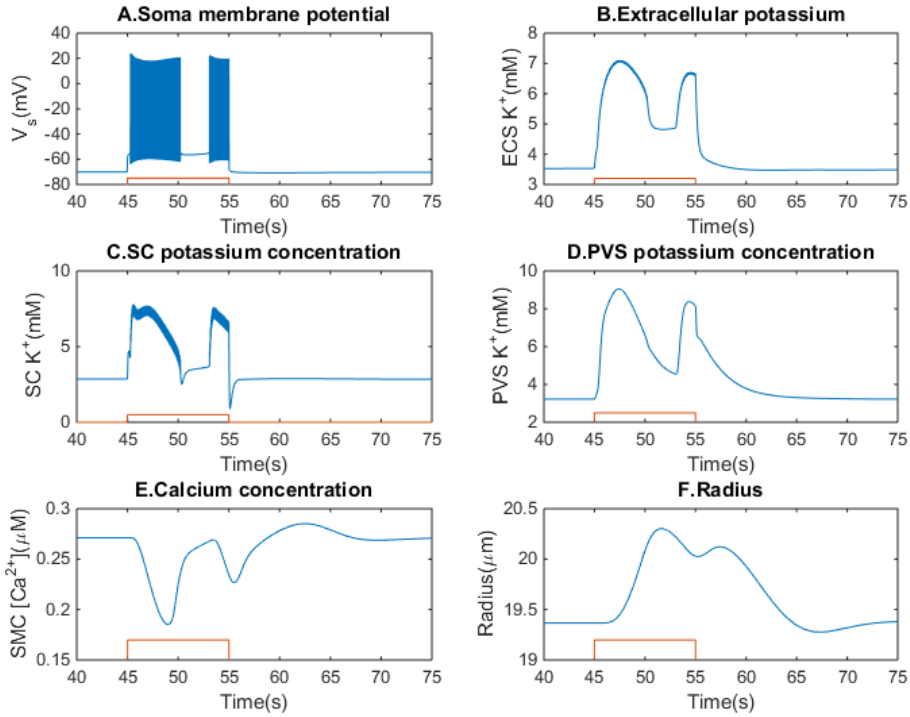 A.Soma membrane potential
V_s(mV)
40
20
0
-20
-40
-60
-80
40 45 50 55 60 65 70 75
Time(s)
B.Extracellular potassium
ECS K⁺(mM)
8
7
6
5
4
3
40 45 50 55 60 65 70 75
Time(s)
C.SC potassium concentration
SC K⁺(mM)
10
5
0
40 45 50 55 60 65 70 75
Time(s)
D.PVS potassium concentration
PVS K⁺(mM)
10
8
6
4
2
40 45 50 55 60 65 70 75
Time(s)
E.Calcium concentration
SMC [Ca²⁺](μM)
0.3
0.25
0.2
0.15
40 45 50 55 60 65 70 75
Time(s)
F.Radius
Radius(μm)
20.5
20
19.5
19
40 45 50 55 60 65 70 75
Time(s)